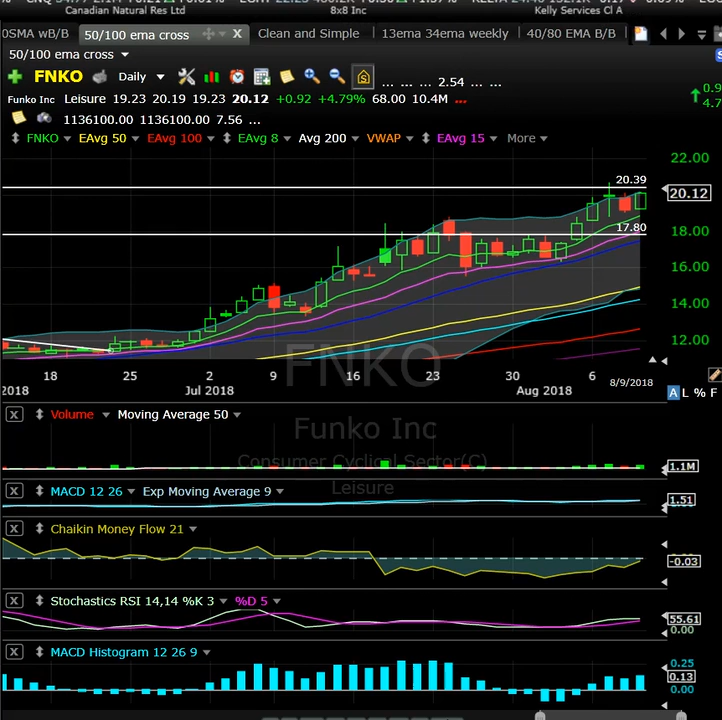 Canadian Natural Res Ltd 8x8 Inc Kelly Services Cl A
0SMA wB/B 50/100 ema cross X Clean and Simple 13ema 34ema weekly 40/80 EMA B/B
50/100 ema cross
FNKO Daily ... ... 2.54 ... ...
Funko Inc Leisure 19.23 20.19 19.23 20.12 +0.92 +4.79% 68.00 10.4M ...
1136100.00 1136100.00 7.56 ...
FNKO EAvg 50 EAvg 100 EAvg 8 Avg 200 VWAP EAvg 15 More
22.00
20.39
20.12
18.00
17.80
16.00
14.00
12.00
FNKO
2018 18 25 2 9 16 23 30 6 8/9/2018
Jul 2018 Aug 2018
A L % F
X Volume Moving Average 50
Funko Inc
Consumer Cyclical Sector(C)
1.1M
Leisure
X MACD 12 26 Exp Moving Average 9
1.51
X Chaikin Money Flow 21
-0.03
X Stochastics RSI 14,14 %K 3 %D 5
55.61
0.00
X MACD Histogram 12 26 9
0.25
0.13
0.00